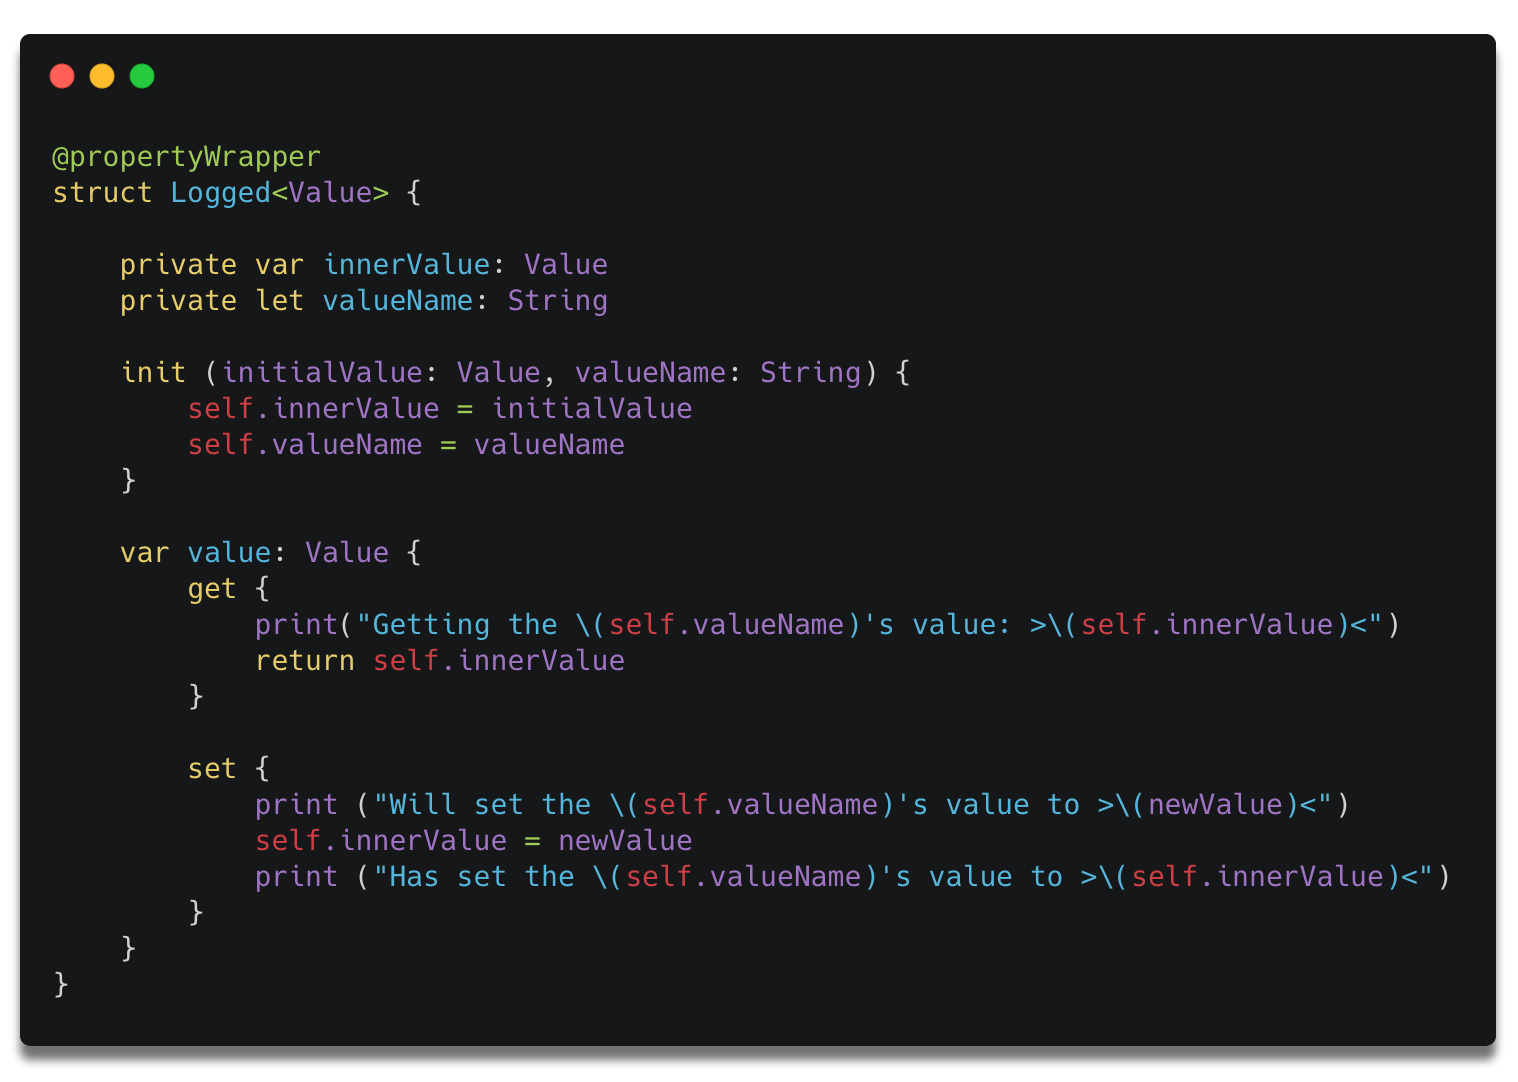 @propertyWrapper
struct Logged<Value> {
private var innerValue: Value
private let valueName: String
init (initialValue: Value, valueName: String) {
self.innerValue = initialValue
self.valueName = valueName
}
var value: Value {
get {
print("Getting the \(self.valueName)'s value: >\(self.innerValue)<")
return self.innerValue
}
set {
print ("Will set the \(self.valueName)'s value to >\(newValue)<")
self.innerValue = newValue
print ("Has set the \(self.valueName)'s value to >\(self.innerValue)<")
}
}
}